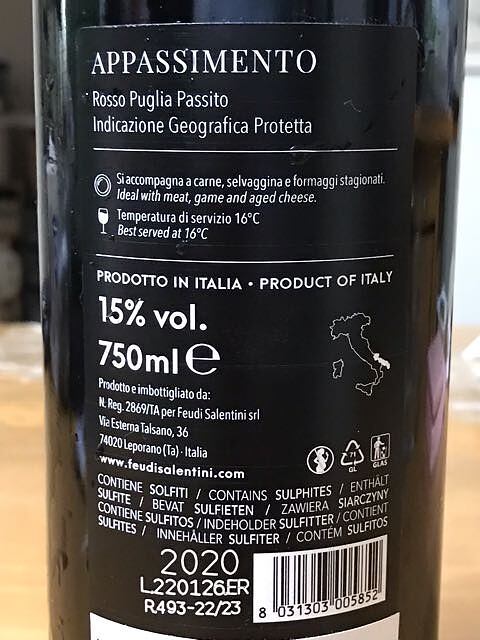 APPASSIMENTO
Rosso Puglia Passito
Indicazione Geografica Protetta
Si accompagna a carne, selvaggina e formaggi stagionati.
Ideal with meat, game and aged cheese.
Temperatura di servizio 16°C
Best served at 16°C
PRODOTTO IN ITALIA • PRODUCT OF ITALY
15% vol.
750ml e
Prodotto e imbottigliato da:
N. Reg. 2869/TA per Feudi Salentini srl
Via Esterna Talsano, 36
74020 Leporano (Ta) · Italia
www.feudisalentini.com
71
GL
GLAS
CONTIENE SOLFITI / CONTAINS SULPHITES / ENTHÄLT
SULFITE / BEVAT SULFIETEN / ZAWIERA SIARCZYNY
CONTIENE SULFITOS / INDEHOLDER SULFITTER / CONTIENT
SULFITES / INNEHÅLLER SULFITER / CONTÉM SULFITOS
2020
L.220126.ER
R493-22/23
8 031303 005852